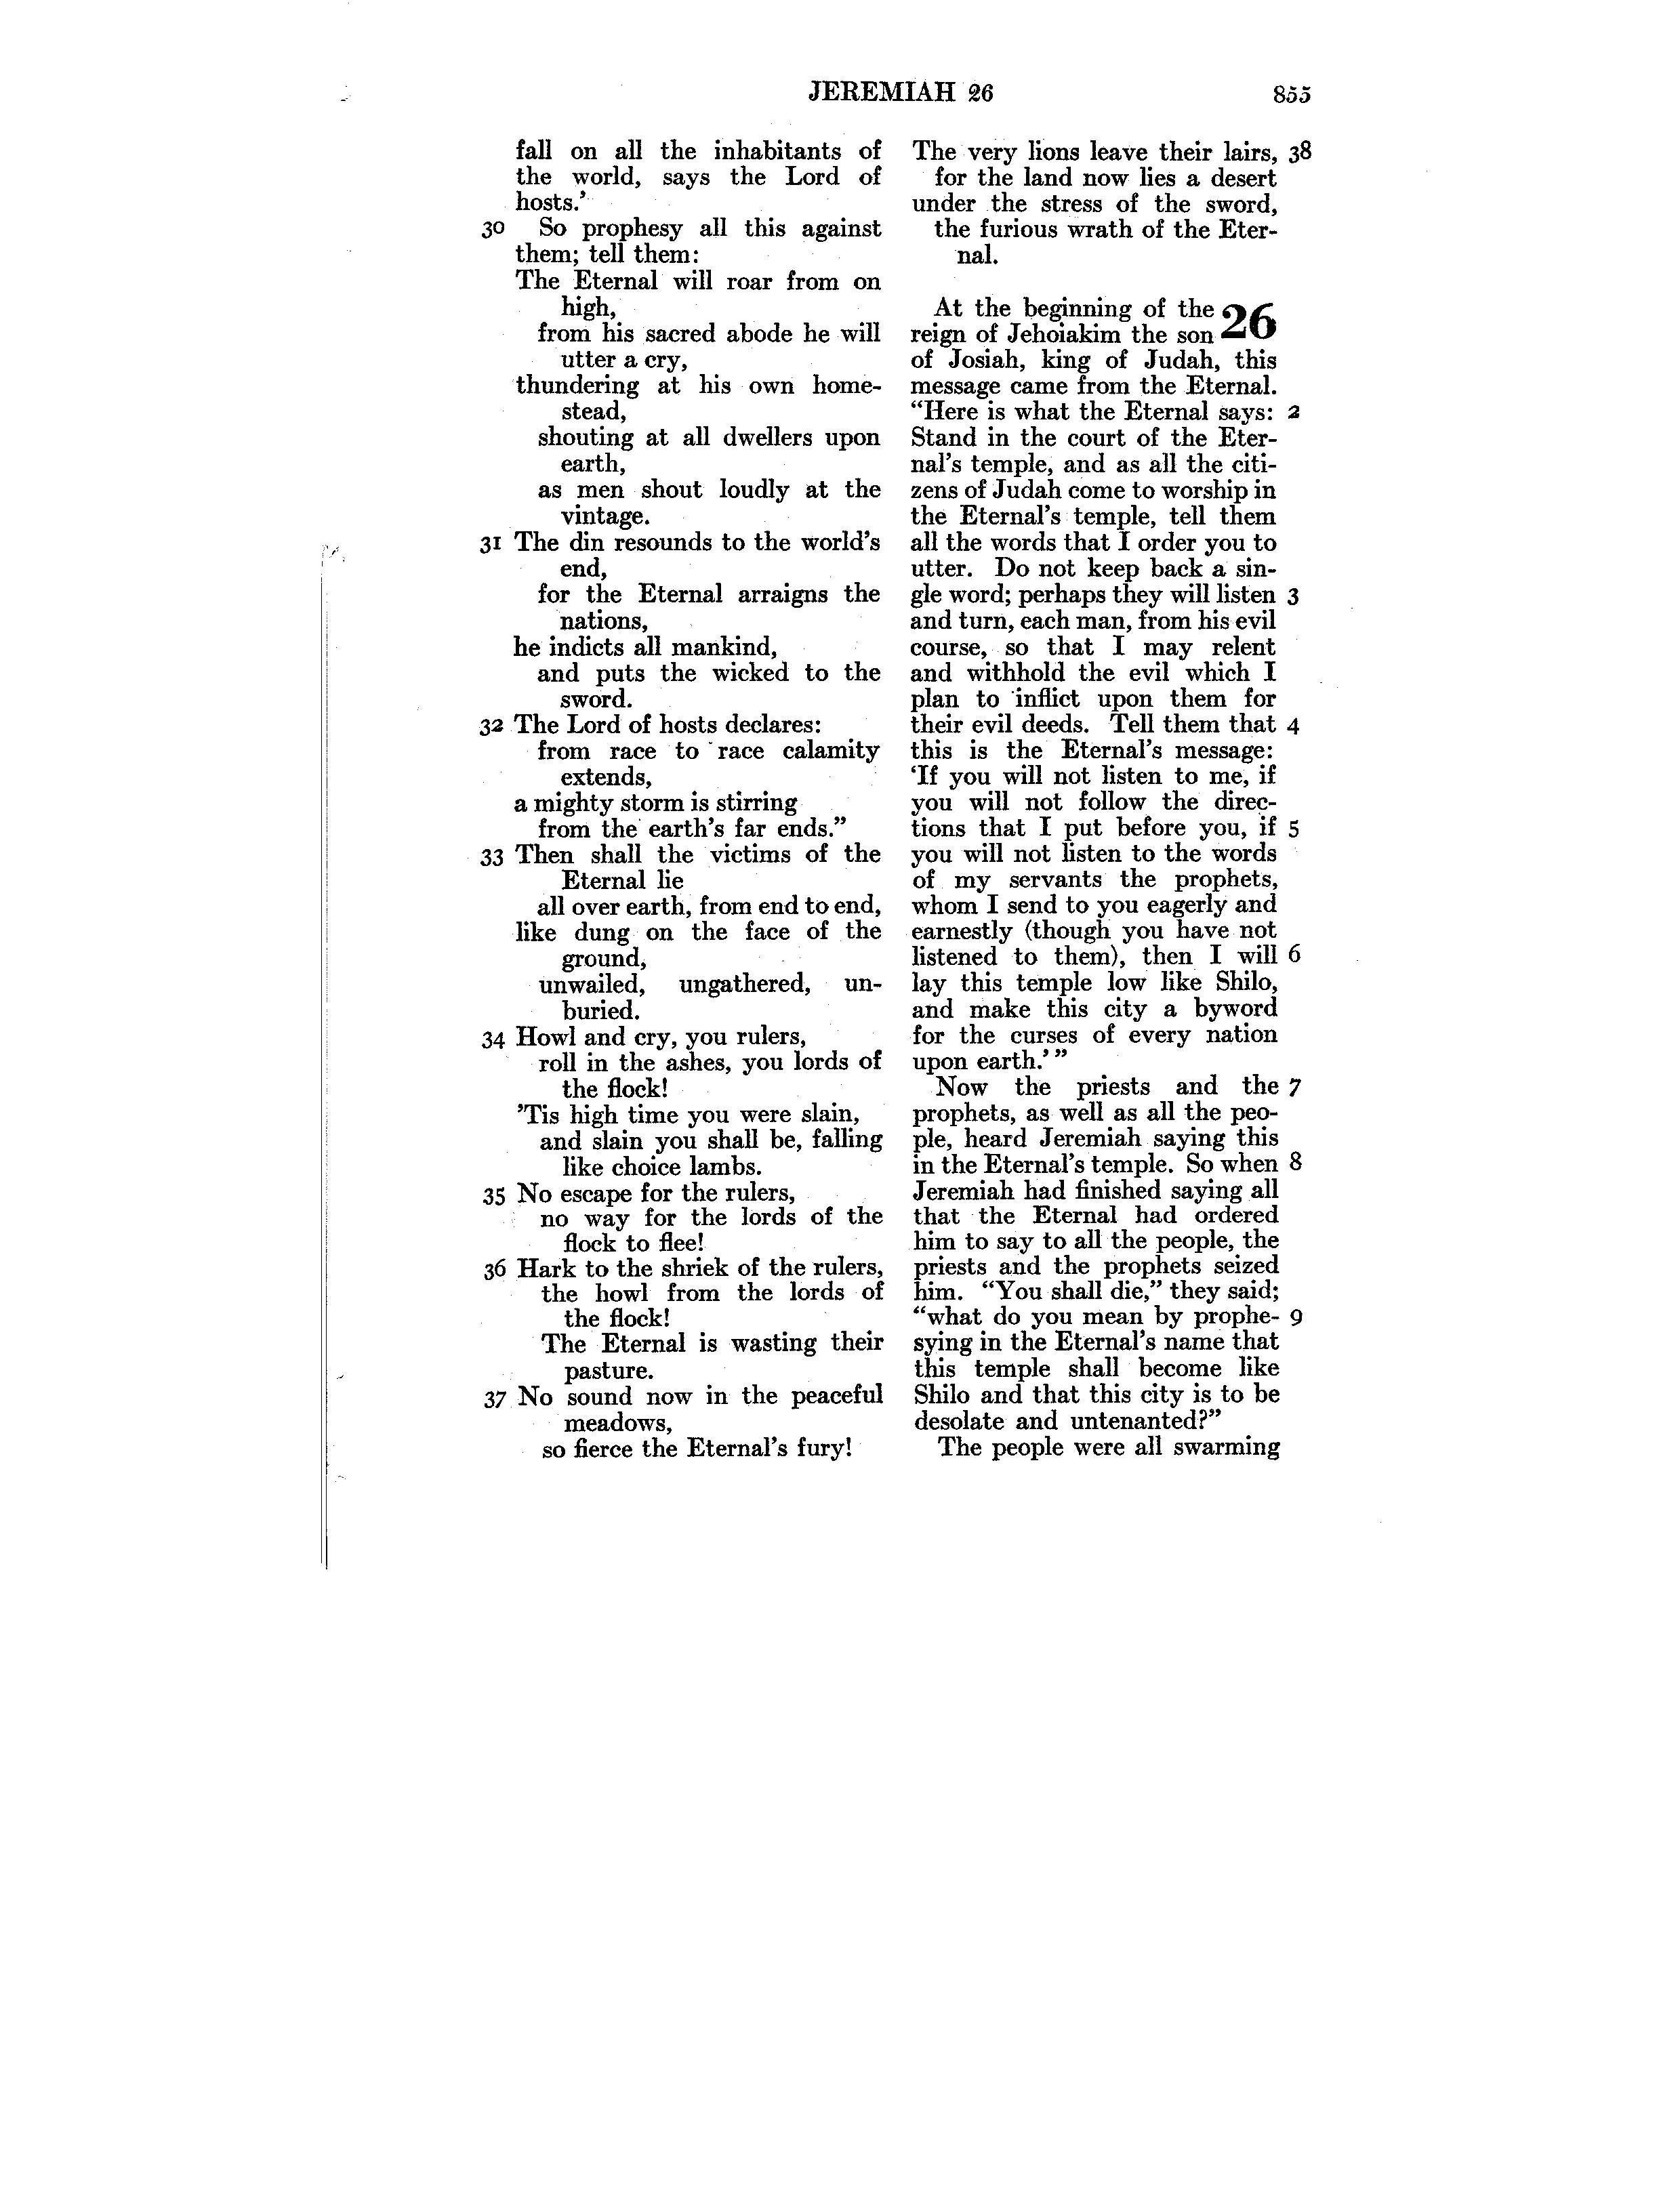 JEREMIAH 26 855
fall on all the inhabitants of
the world, says the Lord of
hosts.'
30 So prophesy all this against
them; tell them:
The Eternal will roar from on
high,
from his sacred abode he will
utter a cry,
thundering at his own home-
stead,
shouting at all dwellers upon
earth,
as men shout loudly at the
vintage.
31 The din resounds to the world's
end,
for the Eternal arraigns the
nations,
he indicts all mankind,
and puts the wicked to the
sword.
32 The Lord of hosts declares:
from race to race calamity
extends,
a mighty storm is stirring
from the earth's far ends."
33 Then shall the victims of the
Eternal lie
all over earth, from end to end,
like dung on the face of the
ground,
unwailed, ungathered, un-
buried.
34 Howl and cry, you rulers,
roll in the ashes, you lords of
the flock!
'Tis high time you were slain,
and slain you shall be, falling
like choice lambs.
35 No escape for the rulers,
no way for the lords of the
flock to flee!
36 Hark to the shriek of the rulers,
the howl from the lords of
the flock!
The Eternal is wasting their
pasture.
37 No sound now in the peaceful
meadows,
so fierce the Eternal's fury!
The very lions leave their lairs, 38
for the land now lies a desert
under the stress of the sword,
the furious wrath of the Eter-
nal.
At the beginning of the 26
reign of Jehoiakim the son
of Josiah, king of Judah, this
message came from the Eternal.
"Here is what the Eternal says: 2
Stand in the court of the Eter-
nal's temple, and as all the citi-
zens of Judah come to worship in
the Eternal's temple, tell them
all the words that I order you to
utter. Do not keep back a sin-
gle word; perhaps they will listen 3
and turn, each man, from his evil
course, so that I may relent
and withhold the evil which I
plan to inflict upon them for
their evil deeds. Tell them that 4
this is the Eternal's message:
'If you will not listen to me, if
you will not follow the direc-
tions that I put before you, if 5
you will not listen to the words
of my servants the prophets,
whom I send to you eagerly and
earnestly (though you have not
listened to them), then I will 6
lay this temple low like Shilo,
and make this city a byword
for the curses of every nation
upon earth.' "
Now the priests and the 7
prophets, as well as all the peo-
ple, heard Jeremiah saying this
in the Eternal's temple. So when 8
Jeremiah had finished saying all
that the Eternal had ordered
him to say to all the people, the
priests and the prophets seized
him. "You shall die," they said;
"what do you mean by prophe- 9
sying in the Eternal's name that
this temple shall become like
Shilo and that this city is to be
desolate and untenanted?"
The people were all swarming